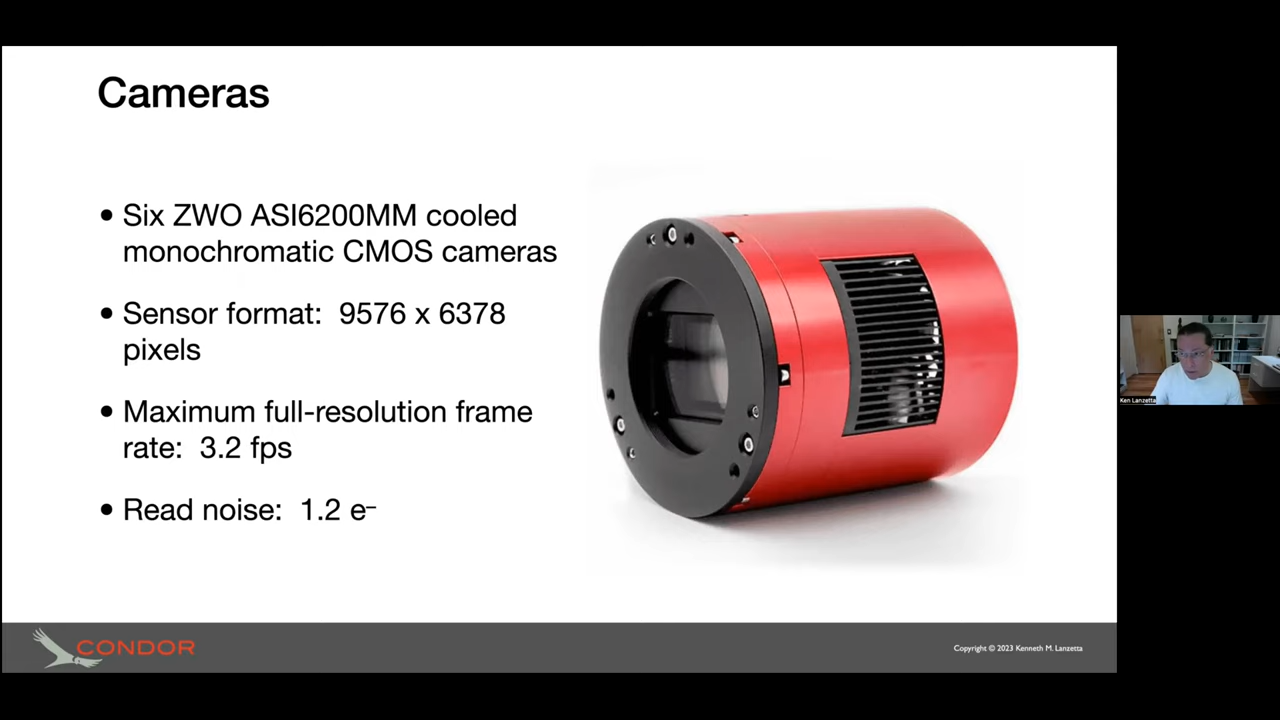 Cameras
• Six ZWO ASI6200MM cooled
monochromatic CMOS cameras
• Sensor format: 9576 x 6378
pixels
• Maximum full-resolution frame
rate: 3.2 fps
• Read noise: 1.2 e–
Ken Lanzetta
CONDOR
Copyright © 2023 Kenneth M. Lanzetta